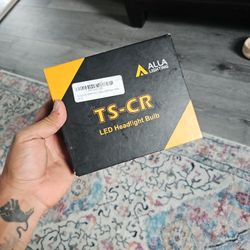 ALLA
LIGHTING
TS-CR
LED Headlight Bulb